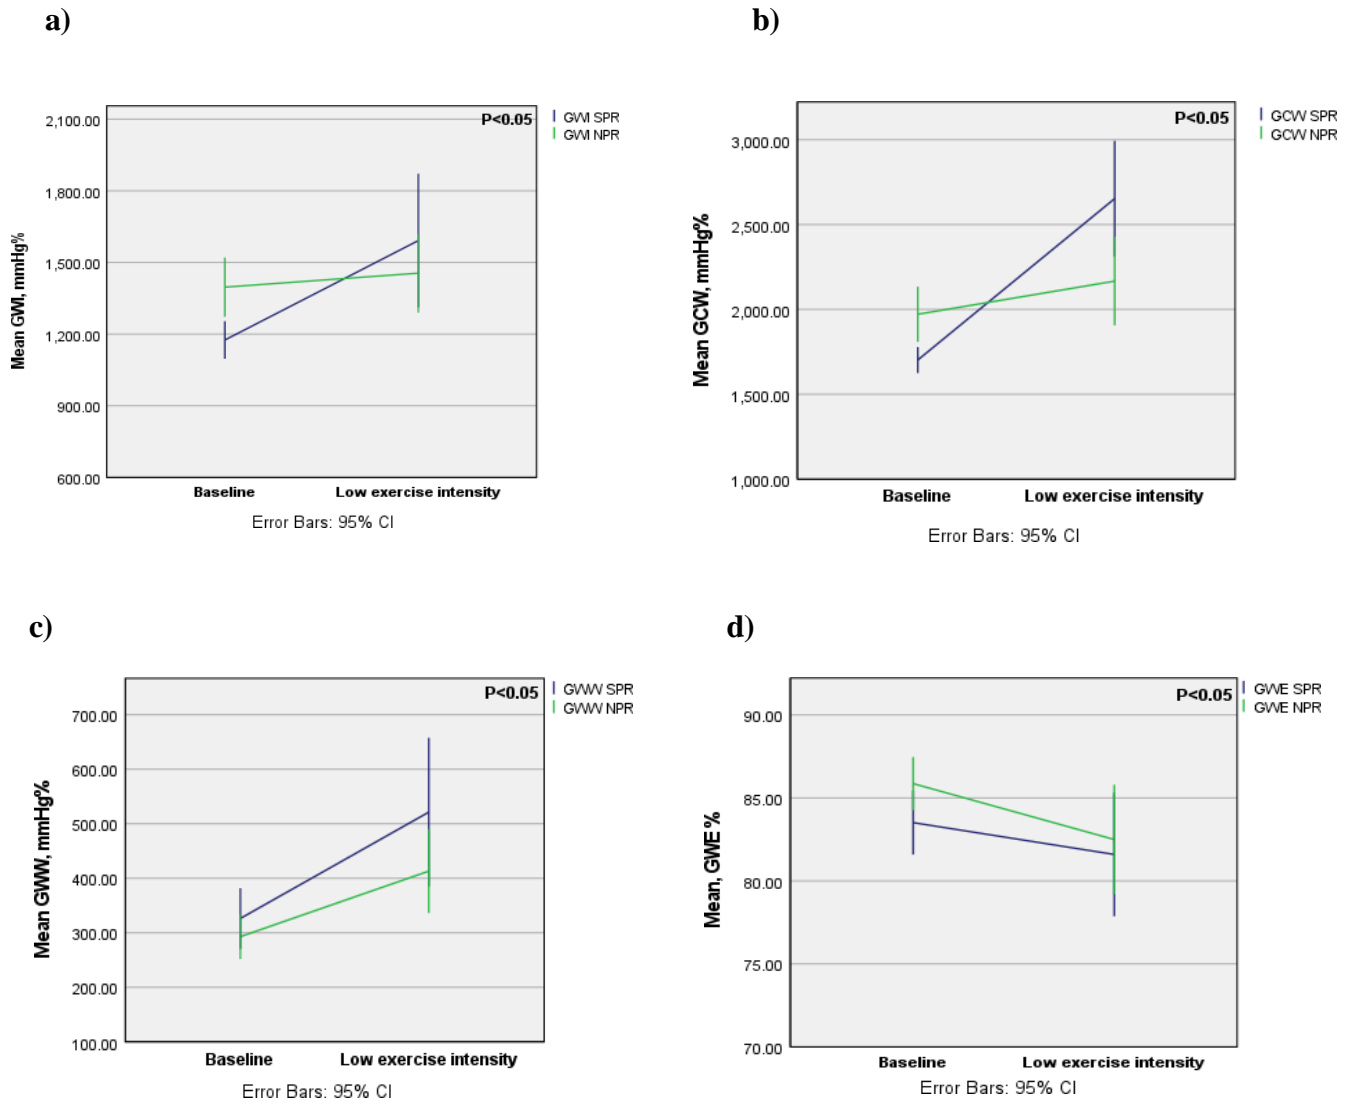 a)
P<0.05
GWI SPR
GWI NPR
Mean GWI, mmHg%
2,100.00
1,800.00
1,500.00
1,200.00
900.00
600.00
Baseline Low exercise intensity
Error Bars: 95% CI
b)
P<0.05
GCW SPR
GCW NPR
Mean GCW, mmHg%
3,000.00
2,500.00
2,000.00
1,500.00
1,000.00
Baseline Low exercise intensity
Error Bars: 95% CI
c)
P<0.05
GWW SPR
GWW NPR
Mean GWW, mmHg%
700.00
600.00
500.00
400.00
300.00
200.00
100.00
Baseline Low exercise intensity
Error Bars: 95% CI
d)
P<0.05
GWE SPR
GWE NPR
Mean, GWE %
90.00
85.00
80.00
75.00
70.00
Baseline Low exercise intensity
Error Bars: 95% CI